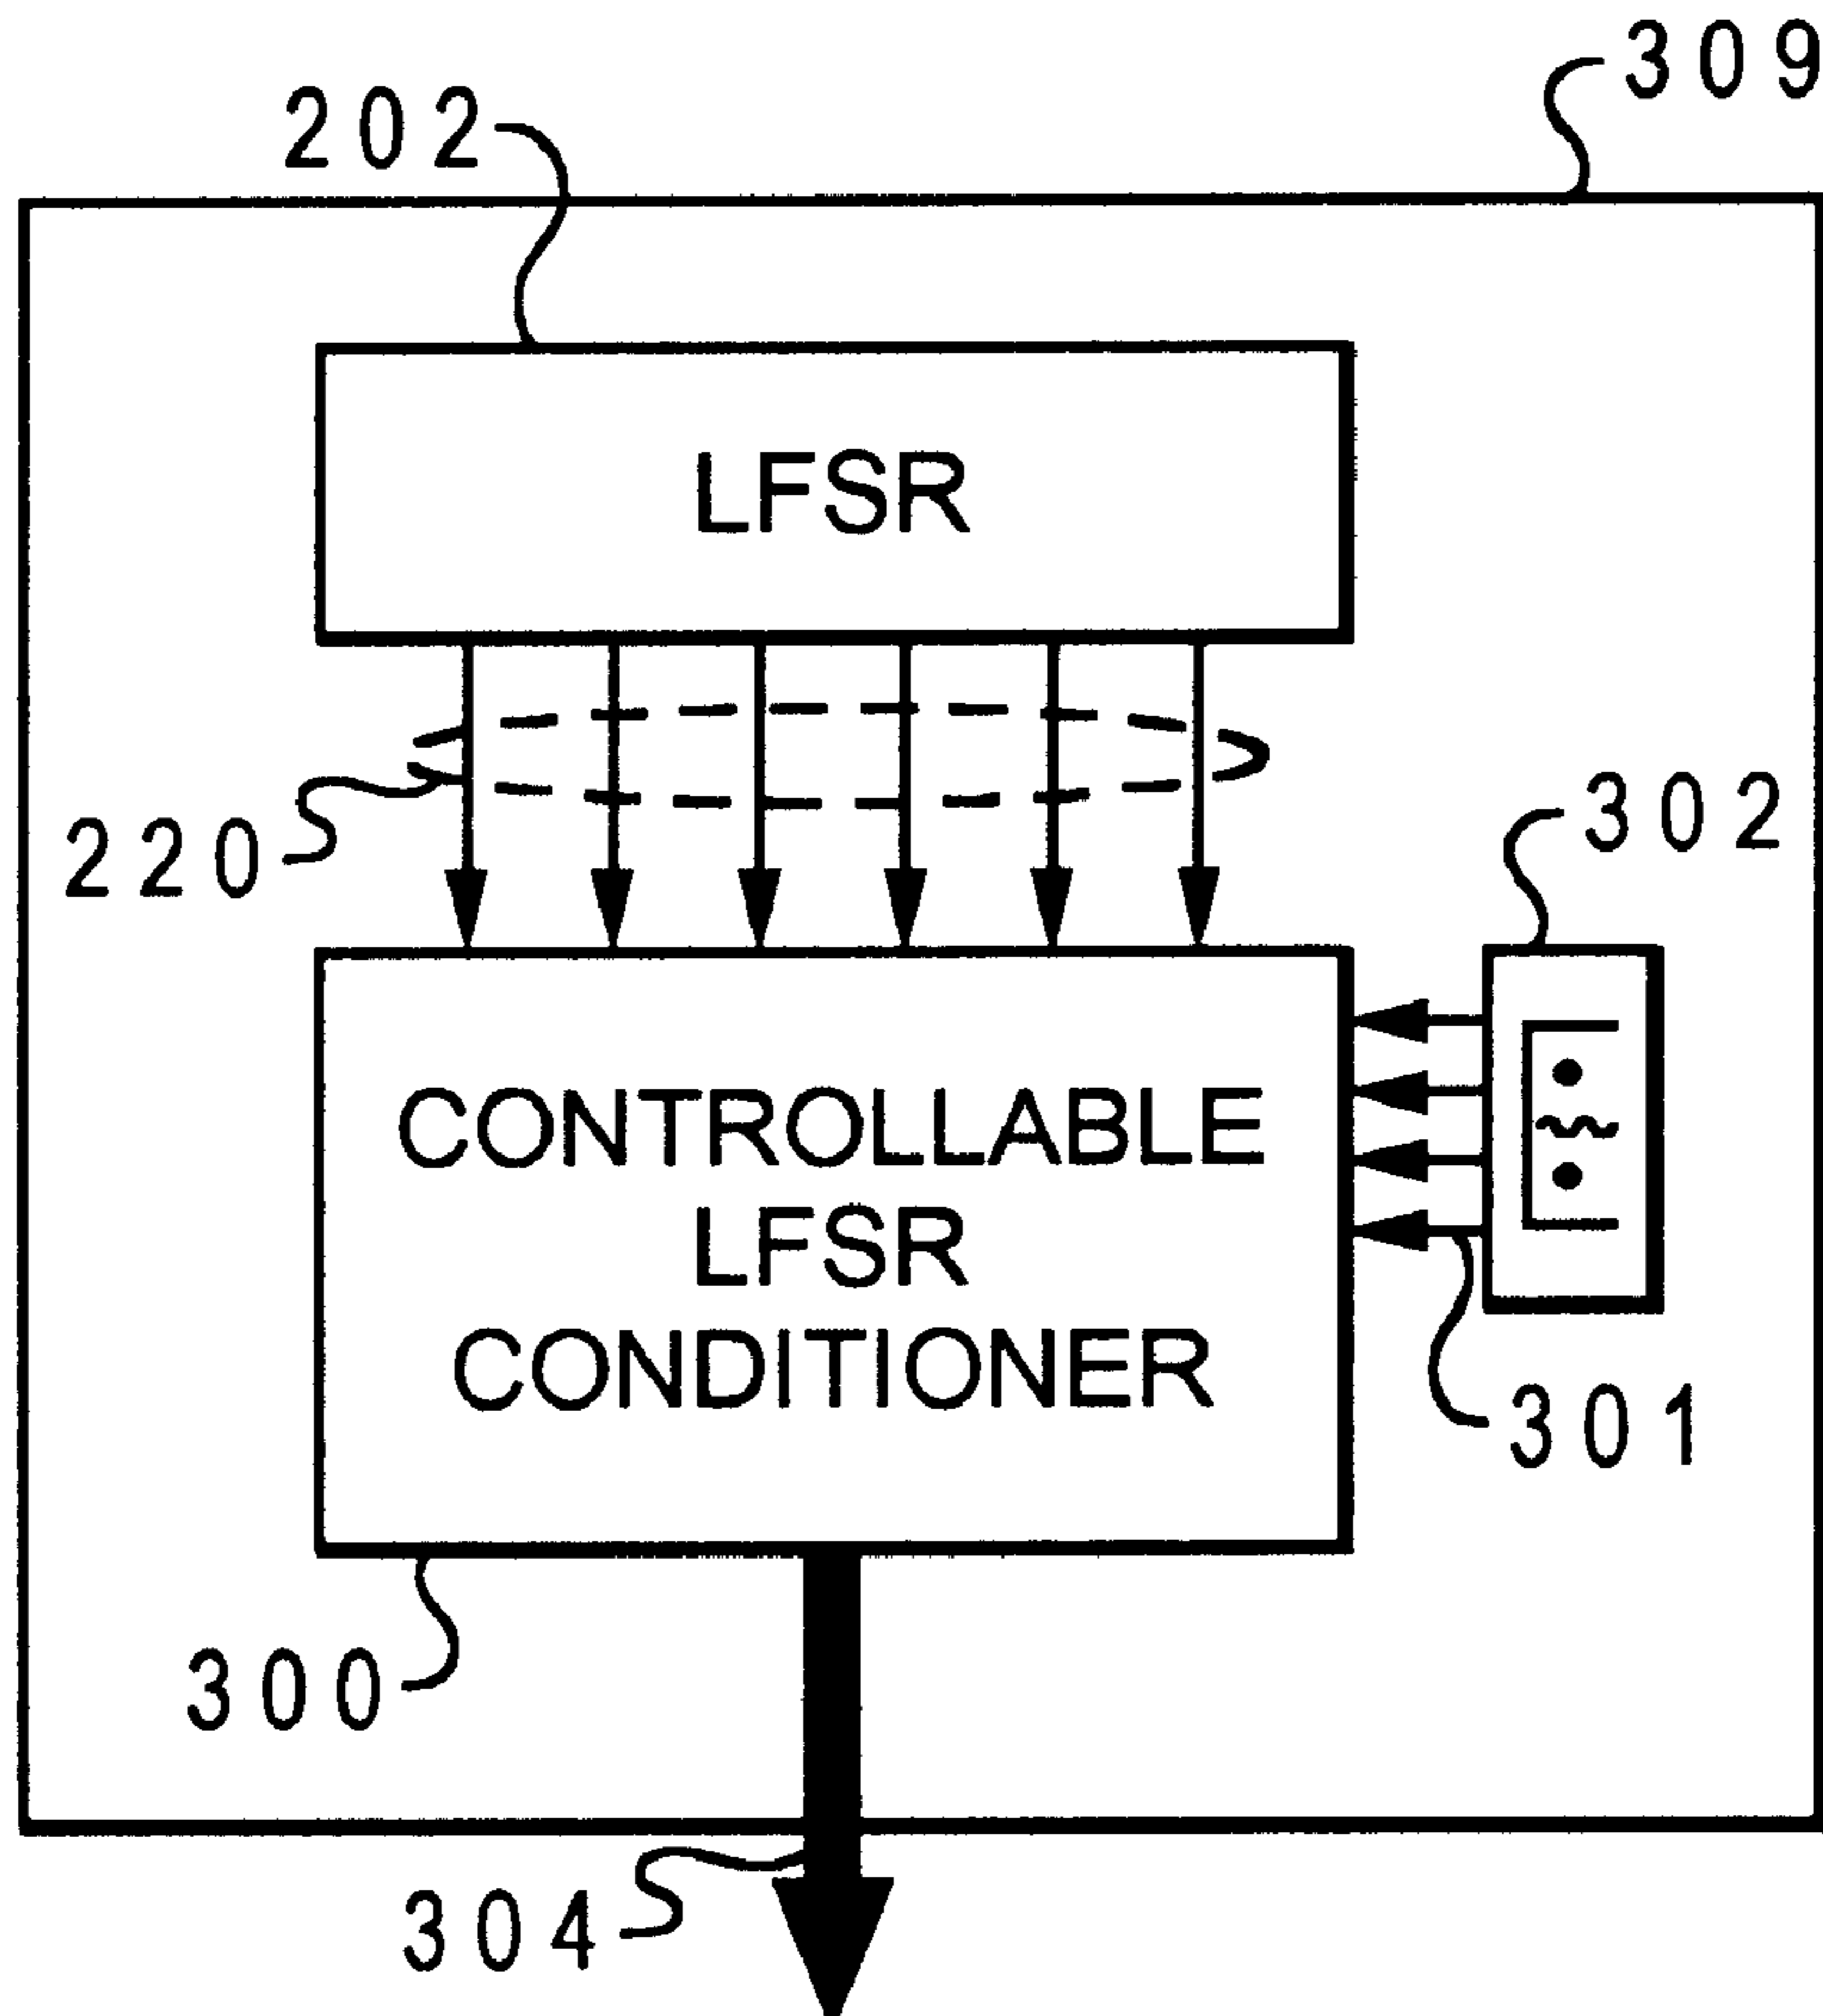 309
202
LFSR
220
302
CONTROLLABLE
LFSR
CONDITIONER
301
300
304